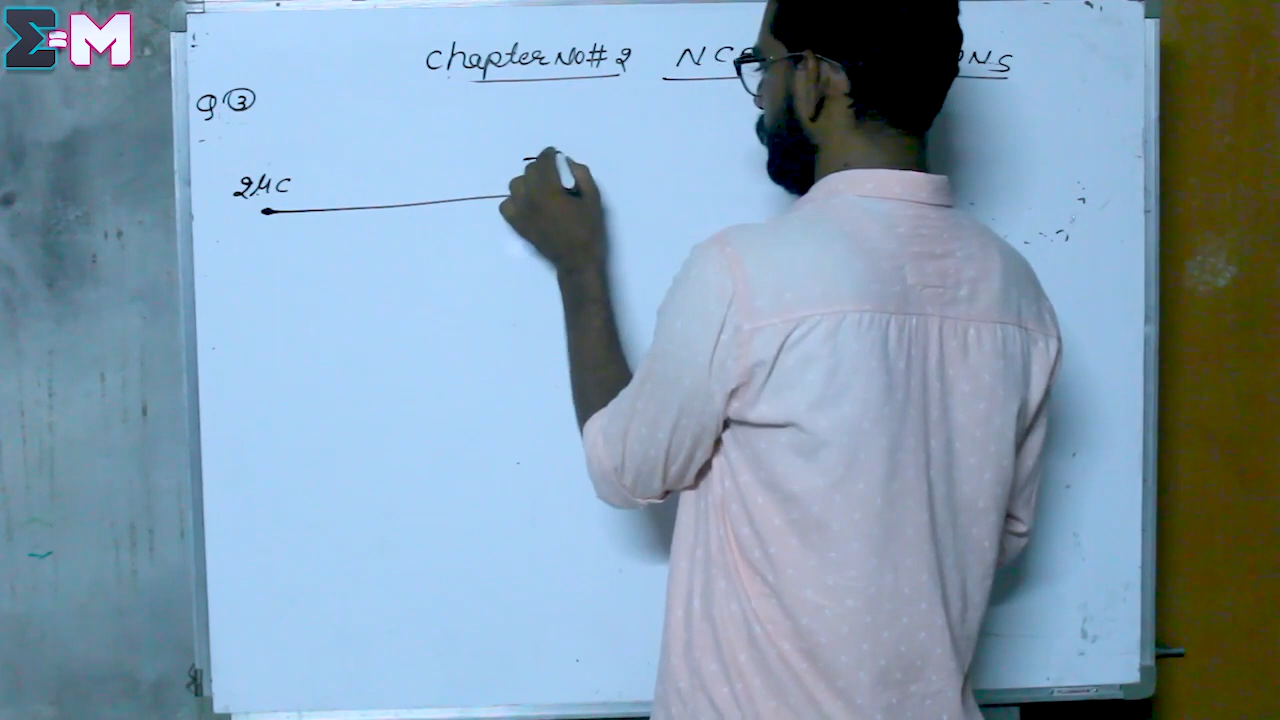 Σ=M
Chapter No# 2
Q ③
2μC